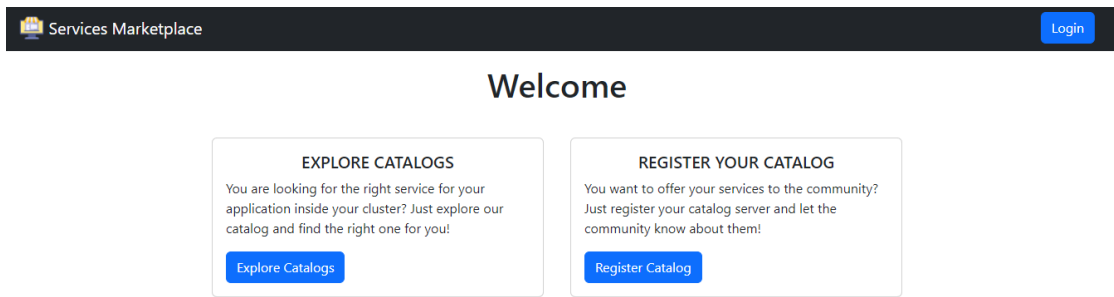 Services Marketplace
Login
Welcome
EXPLORE CATALOGS
You are looking for the right service for your
application inside your cluster? Just explore our
catalog and find the right one for you!
Explore Catalogs
REGISTER YOUR CATALOG
You want to offer your services to the community?
Just register your catalog server and let the
community know about them!
Register Catalog